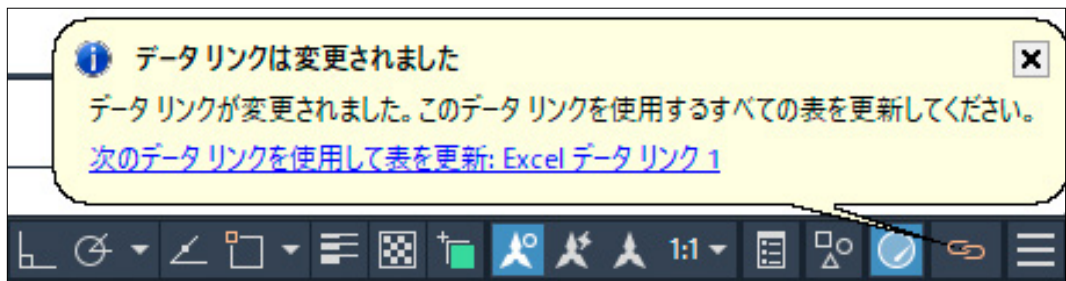 データ リンクは変更されました
データ リンクが変更されました。このデータ リンクを使用するすべての表を更新してください。
次のデータ リンクを使用して表を更新: Excel データ リンク 1
1:1